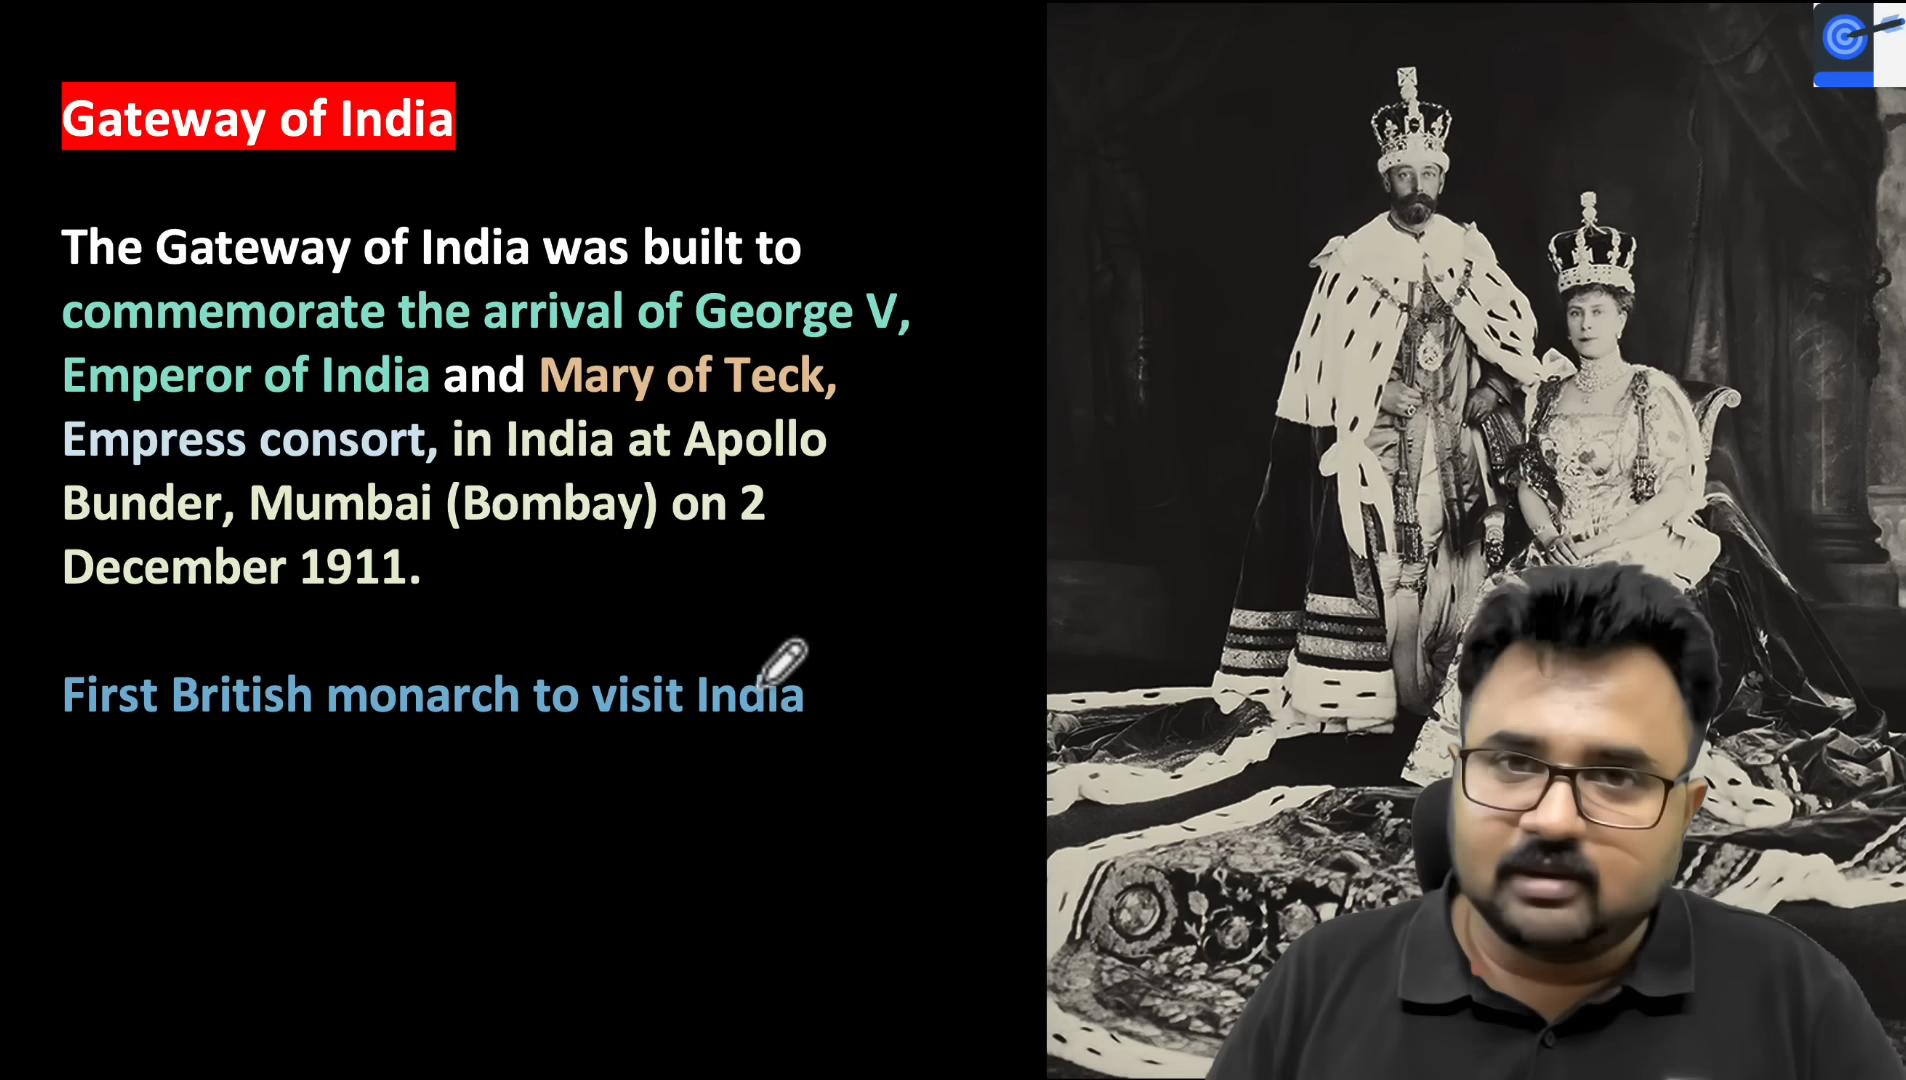 Gateway of India
The Gateway of India was built to
commemorate the arrival of George V,
Emperor of India and Mary of Teck,
Empress consort, in India at Apollo
Bunder, Mumbai (Bombay) on 2
December 1911.
First British monarch to visit India